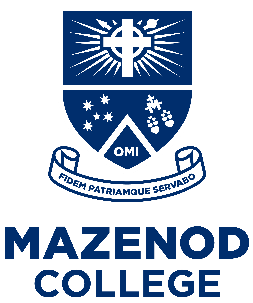 OMI
FIDEM PATRIAMQUE SERVABO
MAZENOD
COLLEGE